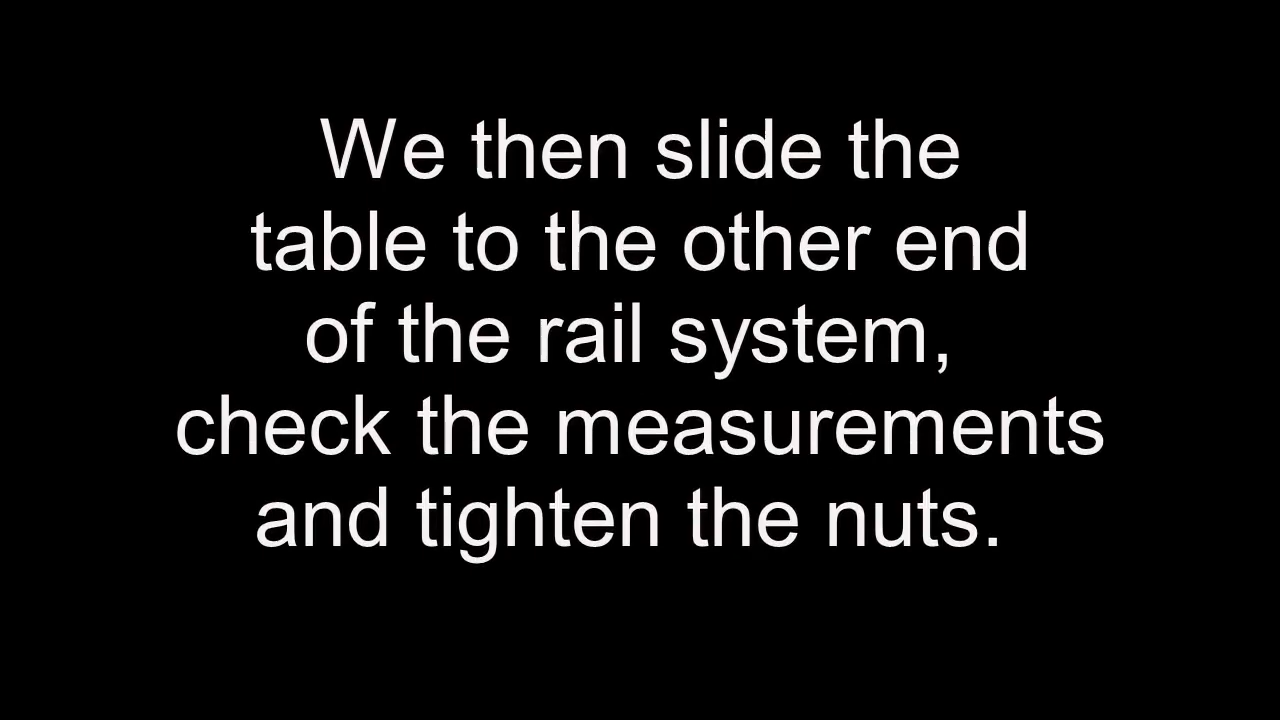 We then slide the
table to the other end
of the rail system,
check the measurements
and tighten the nuts.